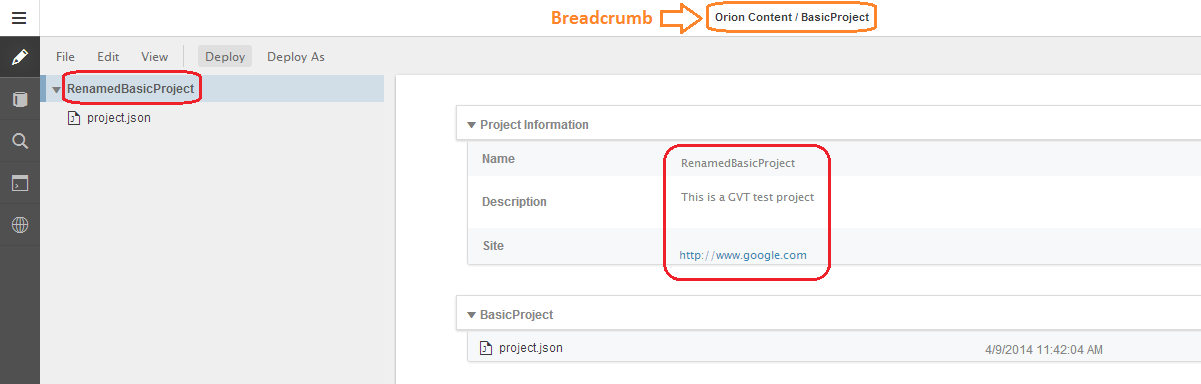 Breadcrumb
Orion Content / BasicProject
File Edit View Deploy Deploy As
RenamedBasicProject
project.json
Project Information
Name RenamedBasicProject
Description This is a GVT test project
Site http://www.google.com
BasicProject
project.json 4/9/2014 11:42:04 AM